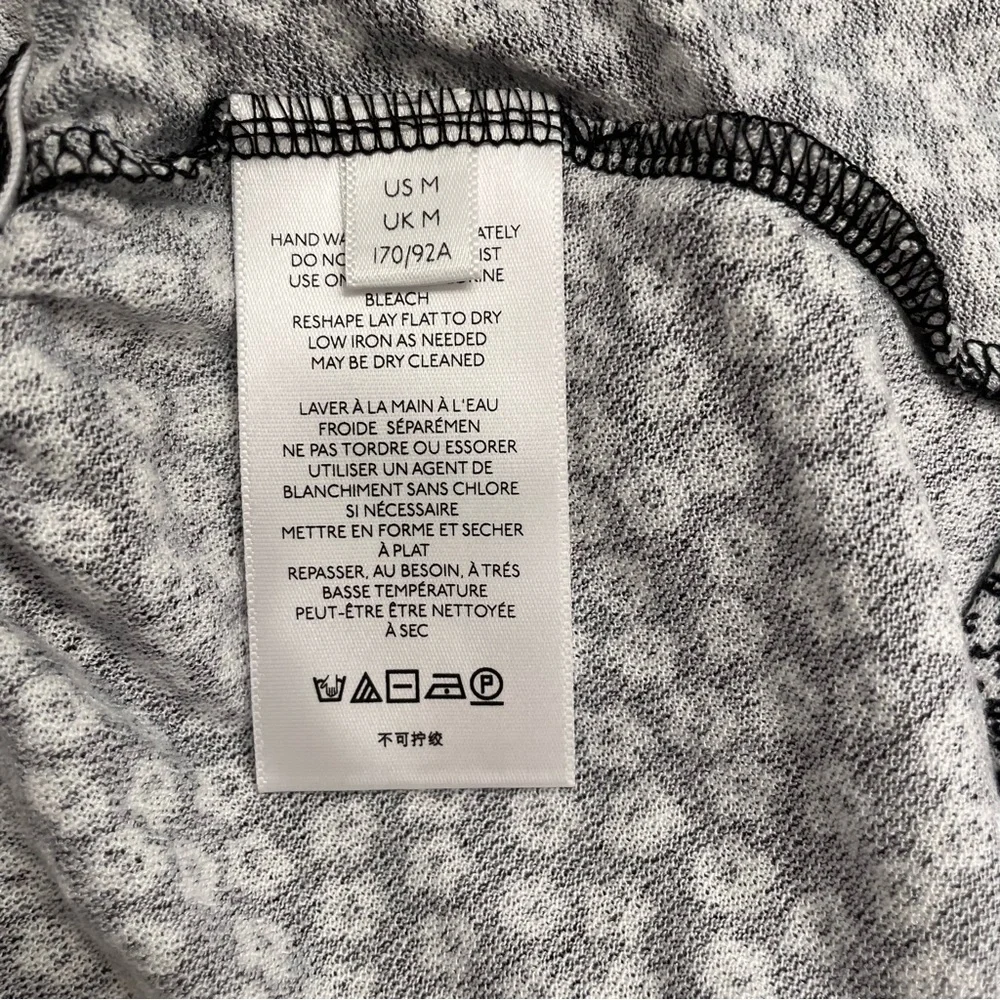 US M
UK M
170/92A
HAND WA ATELY
DO NO IST
USE ON RINE
BLEACH
RESHAPE LAY FLAT TO DRY
LOW IRON AS NEEDED
MAY BE DRY CLEANED
LAVER À LA MAIN À L'EAU
FROIDE SÉPARÉMEN
NE PAS TORDRE OU ESSORER
UTILISER UN AGENT DE
BLANCHIMENT SANS CHLORE
SI NÉCESSAIRE
METTRE EN FORME ET SECHER
À PLAT
REPASSER, AU BESOIN, À TRÉS
BASSE TEMPÉRATURE
PEUT-ÊTRE ÊTRE NETTOYÉE
À SEC
P
不可拧绞